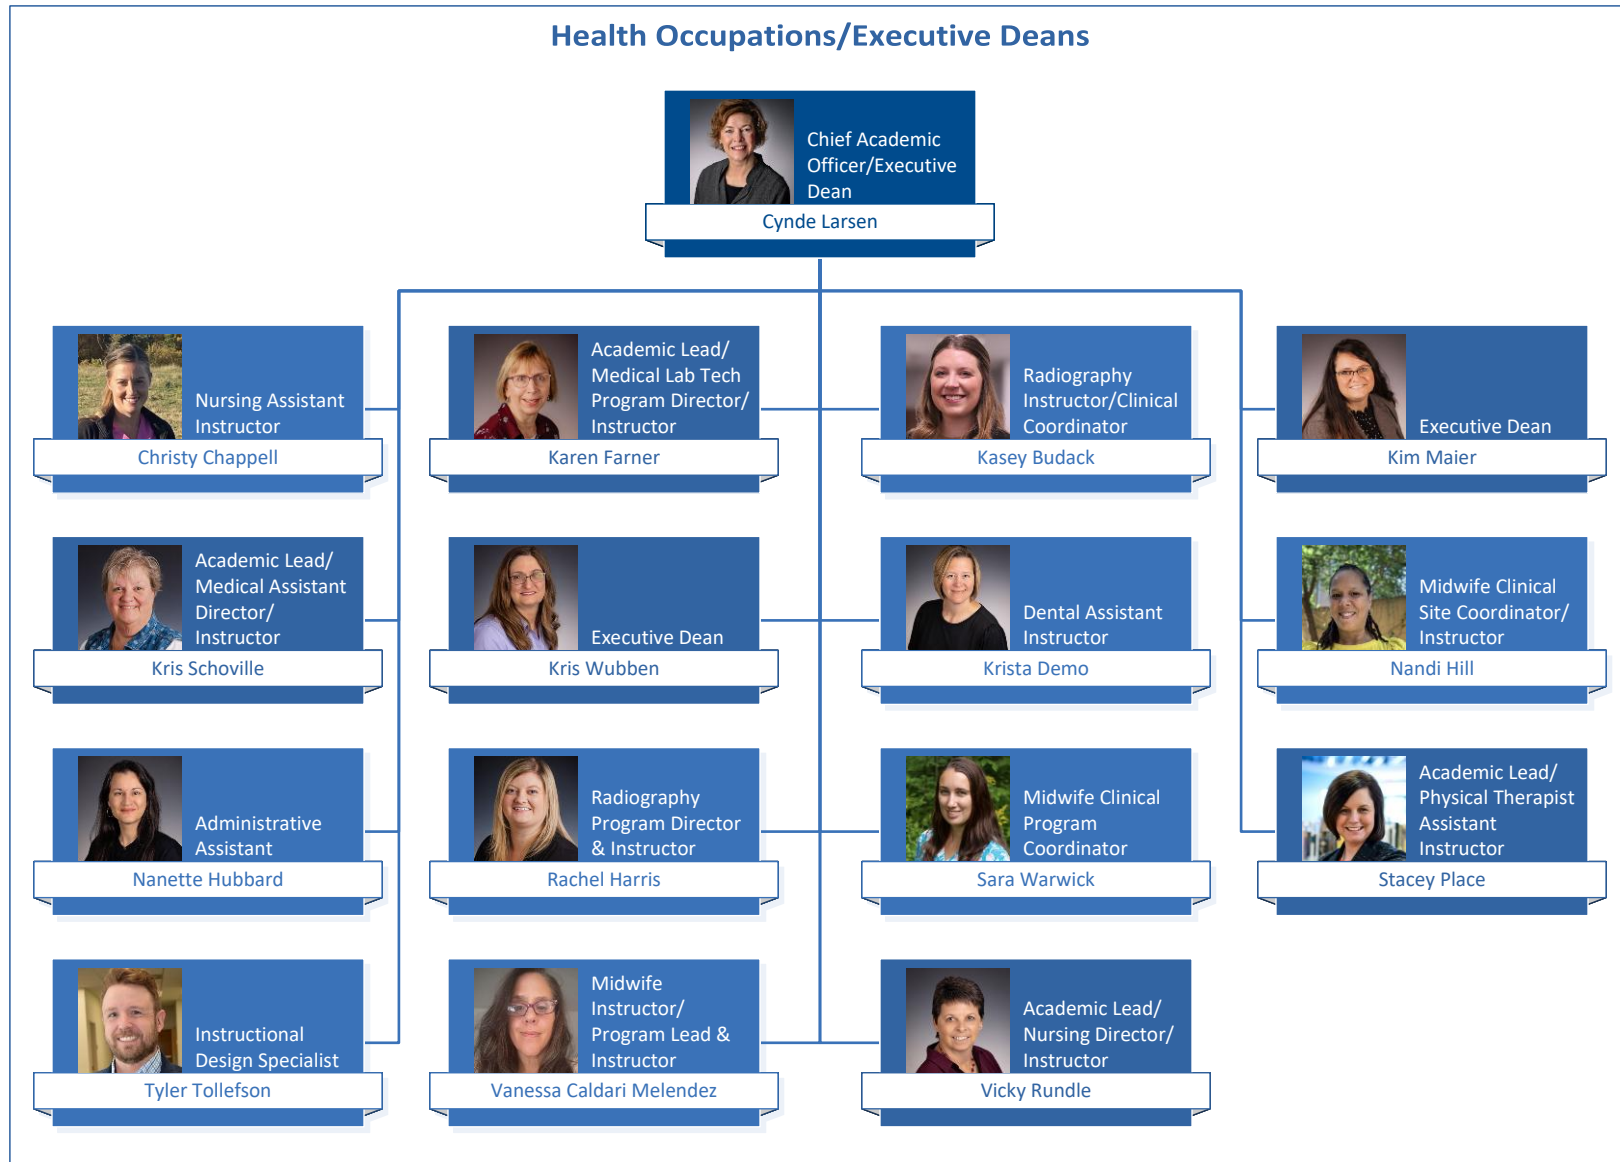 Health Occupations/Executive Deans
Chief Academic
Officer/Executive
Dean
Cynde Larsen
Nursing Assistant
Instructor
Christy Chappell
Academic Lead/
Medical Lab Tech
Program Director/
Instructor
Karen Farner
Radiography
Instructor/Clinical
Coordinator
Kasey Budack
Executive Dean
Kim Maier
Academic Lead/
Medical Assistant
Director/
Instructor
Kris Schoville
Executive Dean
Kris Wubben
Dental Assistant
Instructor
Krista Demo
Midwife Clinical
Site Coordinator/
Instructor
Nandi Hill
Administrative
Assistant
Nanette Hubbard
Radiography
Program Director
& Instructor
Rachel Harris
Midwife Clinical
Program
Coordinator
Sara Warwick
Academic Lead/
Physical Therapist
Assistant
Instructor
Stacey Place
Instructional
Design Specialist
Tyler Tollefson
Midwife
Instructor/
Program Lead &
Instructor
Vanessa Caldari Melendez
Academic Lead/
Nursing Director/
Instructor
Vicky Rundle